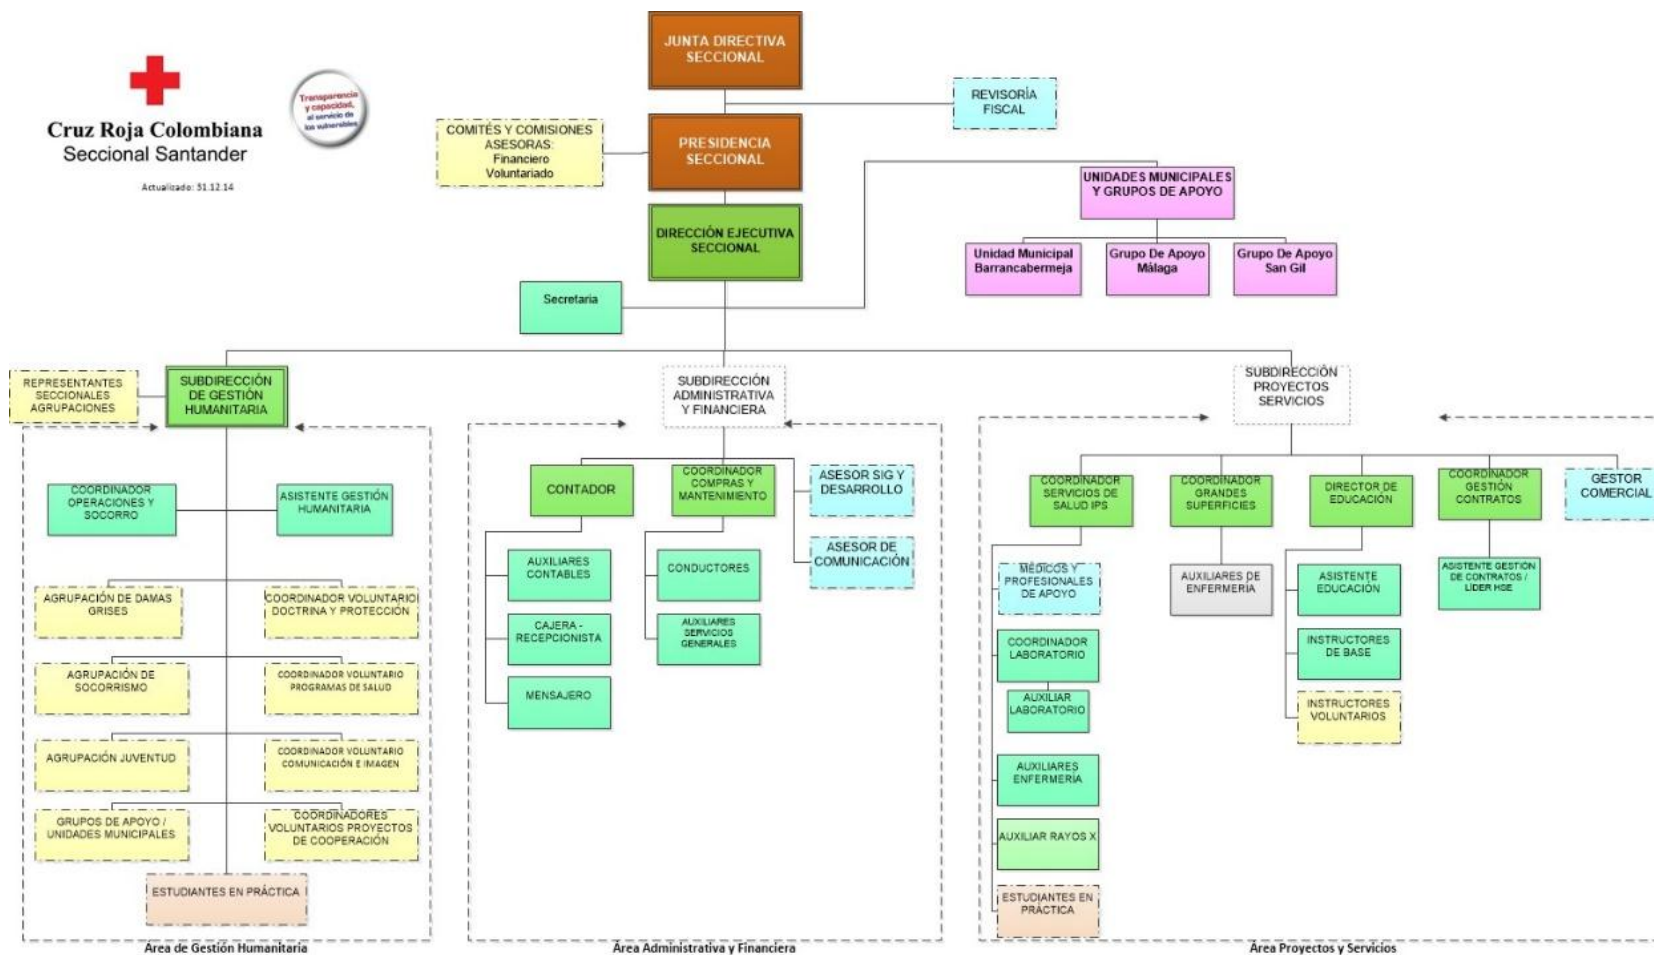 JUNTA DIRECTIVA
SECCIONAL
REVISORÍA
FISCAL
Transparencia
y capacidad,
al servicio de
los vulnerables
Cruz Roja Colombiana
Seccional Santander
Actualizado: 31.12.14
COMITÉS Y COMISIONES
ASESORAS:
Financiero
Voluntariado
PRESIDENCIA
SECCIONAL
UNIDADES MUNICIPALES
Y GRUPOS DE APOYO
DIRECCIÓN EJECUTIVA
SECCIONAL
Unidad Municipal
Barrancabermeja
Grupo De Apoyo
Málaga
Grupo De Apoyo
San Gil
Secretaria
REPRESENTANTES
SECCIONALES
AGRUPACIONES
SUBDIRECCIÓN
DE GESTIÓN
HUMANITARIA
SUBDIRECCIÓN
ADMINISTRATIVA
Y FINANCIERA
SUBDIRECCIÓN
PROYECTOS
SERVICIOS
COORDINADOR
OPERACIONES Y
SOCORRO
ASISTENTE GESTIÓN
HUMANITARIA
AGRUPACIÓN DE DAMAS
GRISES
COORDINADOR VOLUNTARIO
DOCTRINA Y PROTECCIÓN
AGRUPACIÓN DE
SOCORRISMO
COORDINADOR VOLUNTARIO
PROGRAMAS DE SALUD
AGRUPACIÓN JUVENTUD
COORDINADOR VOLUNTARIO
COMUNICACIÓN E IMAGEN
GRUPOS DE APOYO /
UNIDADES MUNICIPALES
COORDINADORES
VOLUNTARIOS PROYECTOS
DE COOPERACIÓN
ESTUDIANTES EN PRÁCTICA
Área de Gestión Humanitaria
CONTADOR
COORDINADOR
COMPRAS Y
MANTENIMIENTO
ASESOR SIG Y
DESARROLLO
ASESOR DE
COMUNICACIÓN
AUXILIARES
CONTABLES
CONDUCTORES
CAJERA -
RECEPCIONISTA
AUXILIARES
SERVICIOS
GENERALES
MENSAJERO
Área Administrativa y Financiera
COORDINADOR
SERVICIOS DE
SALUD IPS
COORDINADOR
GRANDES
SUPERFICIES
DIRECTOR DE
EDUCACIÓN
COORDINADOR
GESTIÓN
CONTRATOS
GESTOR
COMERCIAL
MÉDICOS Y
PROFESIONALES
DE APOYO
AUXILIARES DE
ENFERMERÍA
ASISTENTE
EDUCACIÓN
ASISTENTE GESTIÓN
DE CONTRATOS /
LÍDER HSE
COORDINADOR
LABORATORIO
INSTRUCTORES
DE BASE
AUXILIAR
LABORATORIO
INSTRUCTORES
VOLUNTARIOS
AUXILIARES
ENFERMERÍA
AUXILIAR RAYOS X
ESTUDIANTES EN
PRÁCTICA
Área Proyectos y Servicios